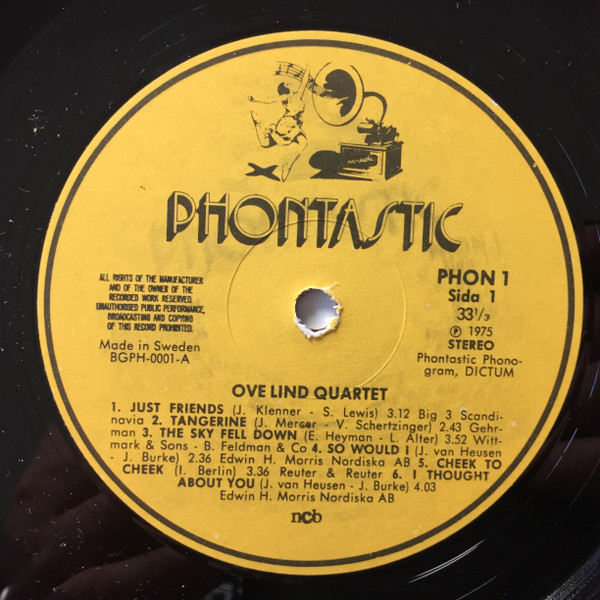 PHONTASTIC
ALL RIGHTS OF THE MANUFACTURER
AND OF THE OWNER OF THE
RECORDED WORK RESERVED.
UNAUTHORISED PUBLIC PERFORMANCE,
BROADCASTING AND COPYING
OF THIS RECORD PROHIBITED.
Made in Sweden
BGPH-0001-A
PHON 1
Sida 1
33 1/3
℗ 1975
STEREO
Phontastic Phono-
gram, DICTUM
OVE LIND QUARTET
1. JUST FRIENDS (J. Klenner - S. Lewis) 3.12 Big 3 Scandi-
navia 2. TANGERINE (J. Mercer - V. Schertzinger) 2.43 Gehr-
man 3. THE SKY FELL DOWN (E. Heyman - L. Alter) 3.52 Wit-
mark & Sons - B. Feldman & Co 4. SO WOULD I (J. van Heusen
- J. Burke) 2.36 Edwin H. Morris Nordiska AB 5. CHEEK TO
CHEEK (I. Berlin) 3.36 Reuter & Reuter 6. I THOUGHT
ABOUT YOU (J. van Heusen - J. Burke) 4.03
Edwin H. Morris Nordiska AB
ncb